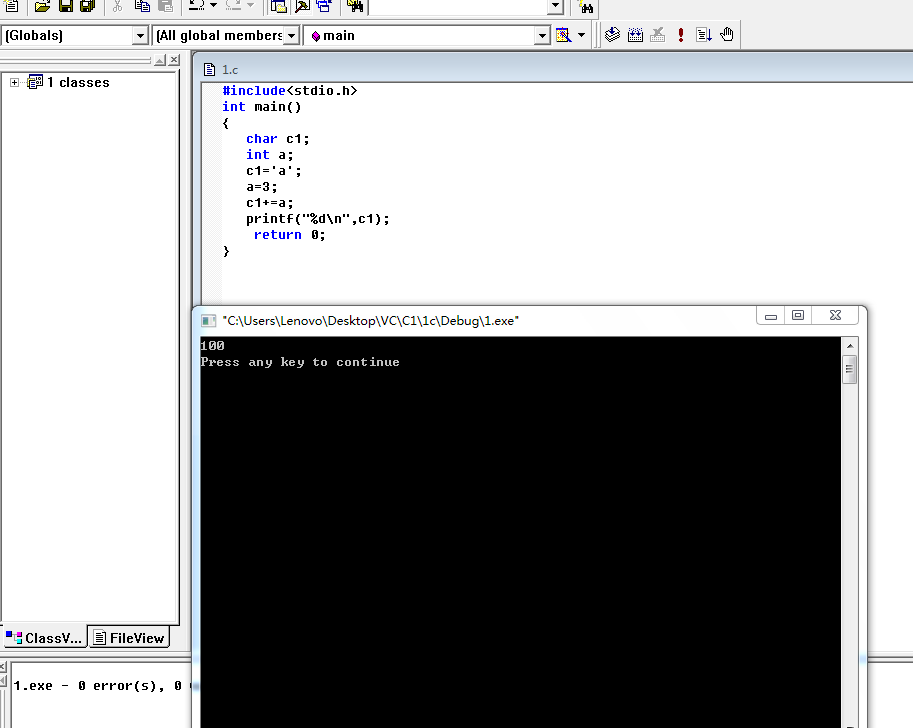 (Globals) (All global members main
1 classes
1.c
#include<stdio.h>
int main()
{
char c1;
int a;
c1='a';
a=3;
c1+=a;
printf("%d\n",c1);
return 0;
}
"C:\Users\Lenovo\Desktop\VC\C1\1c\Debug\1.exe"
100
Press any key to continue
ClassV... FileView
1.exe - 0 error(s), 0